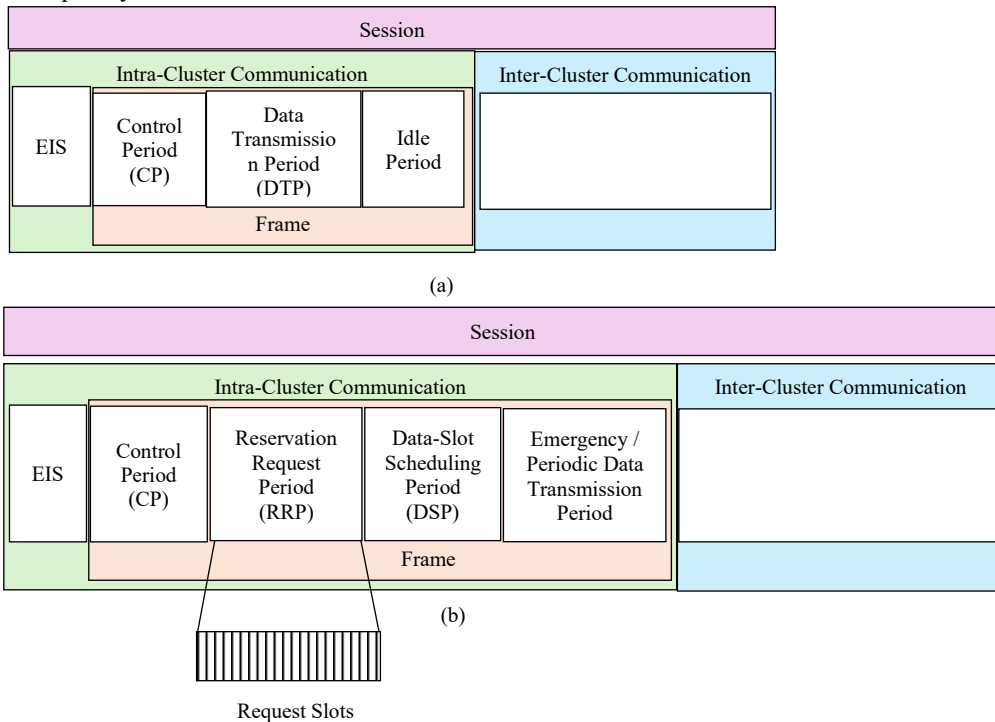 Session
Intra-Cluster Communication
Inter-Cluster Communication
EIS
Control
Period
(CP)
Data
Transmissio
n Period
(DTP)
Idle
Period
Frame
(a)
Session
Intra-Cluster Communication
Inter-Cluster Communication
EIS
Control
Period
(CP)
Reservation
Request
Period
(RRP)
Data-Slot
Scheduling
Period
(DSP)
Emergency /
Periodic Data
Transmission
Period
Frame
(b)
Request Slots